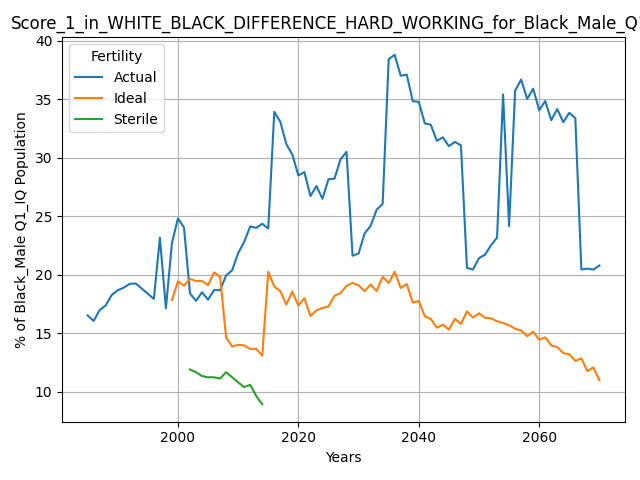 Score_1_in_WHITE_BLACK_DIFFERENCE_HARD_WORKING_for_Black_Male_Q
Fertility
Actual
Ideal
Sterile
% of Black_Male Q1_IQ Population
40
35
30
25
20
15
10
2000
2020
2040
2060
Years